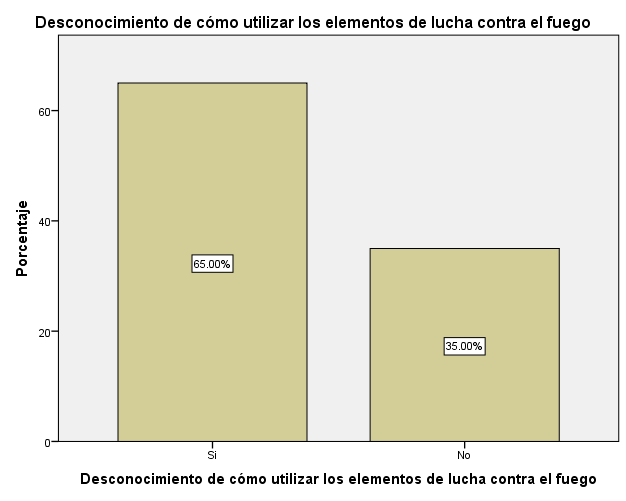 Desconocimiento de cómo utilizar los elementos de lucha contra el fuego
Porcentaje
60
40
20
0
65.00%
35.00%
Si
No
Desconocimiento de cómo utilizar los elementos de lucha contra el fuego